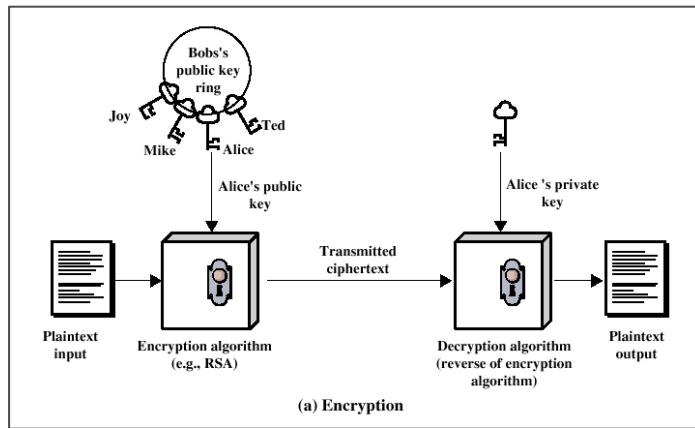 Bobs's
public key
ring
Joy
Ted
Mike
Alice
Alice's public
key
Alice 's private
key
Transmitted
ciphertext
Plaintext
input
Encryption algorithm
(e.g., RSA)
Decryption algorithm
(reverse of encryption
algorithm)
Plaintext
output
(a) Encryption